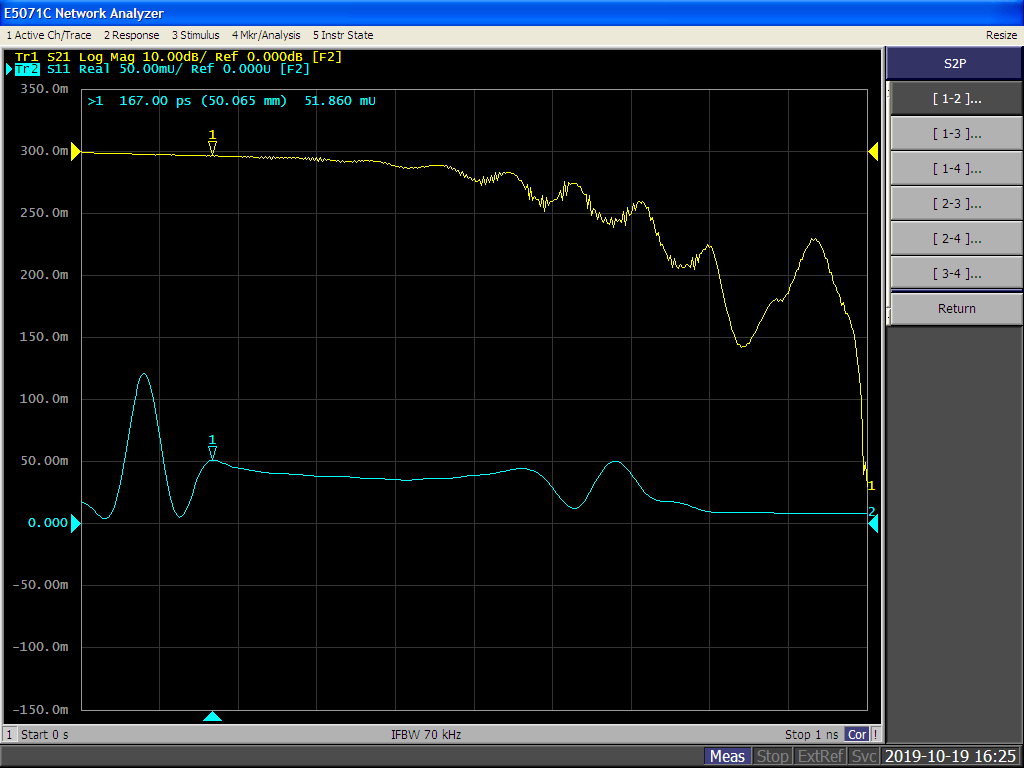 E5071C Network Analyzer
1 Active Ch/Trace 2 Response 3 Stimulus 4 Mkr/Analysis 5 Instr State Resize
Tr1 S21 Log Mag 10.00dB/ Ref 0.000dB [F2]
Tr2 S11 Real 50.00mU/ Ref 0.000U [F2]
S2P
350.0m
>1 167.00 ps (50.065 mm) 51.860 mU
[ 1-2 ]...
[ 1-3 ]...
1
300.0m
[ 1-4 ]...
250.0m
[ 2-3 ]...
[ 2-4 ]...
200.0m
[ 3-4 ]...
Return
150.0m
100.0m
1
50.00m
1
2
0.000
-50.00m
-100.0m
-150.0m
1 Start 0 s IFBW 70 kHz Stop 1 ns Cor !
Meas Stop ExtRef Svc 2019-10-19 16:25